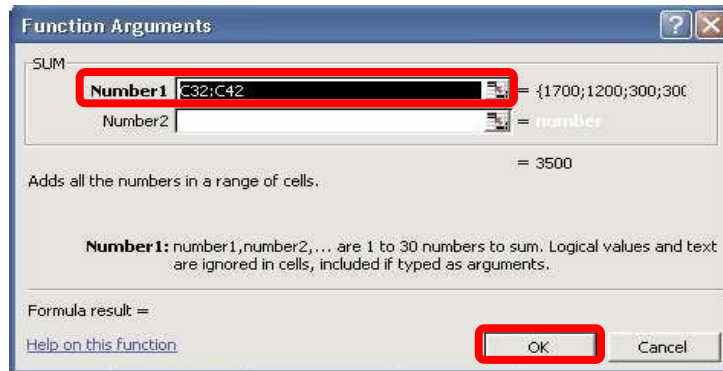 Function Arguments
SUM
Number1 C32:C42 = {1700;1200;300;300
Number2 = number
= 3500
Adds all the numbers in a range of cells.
Number1: number1,number2,... are 1 to 30 numbers to sum. Logical values and text
are ignored in cells, included if typed as arguments.
Formula result =
Help on this function
OK
Cancel